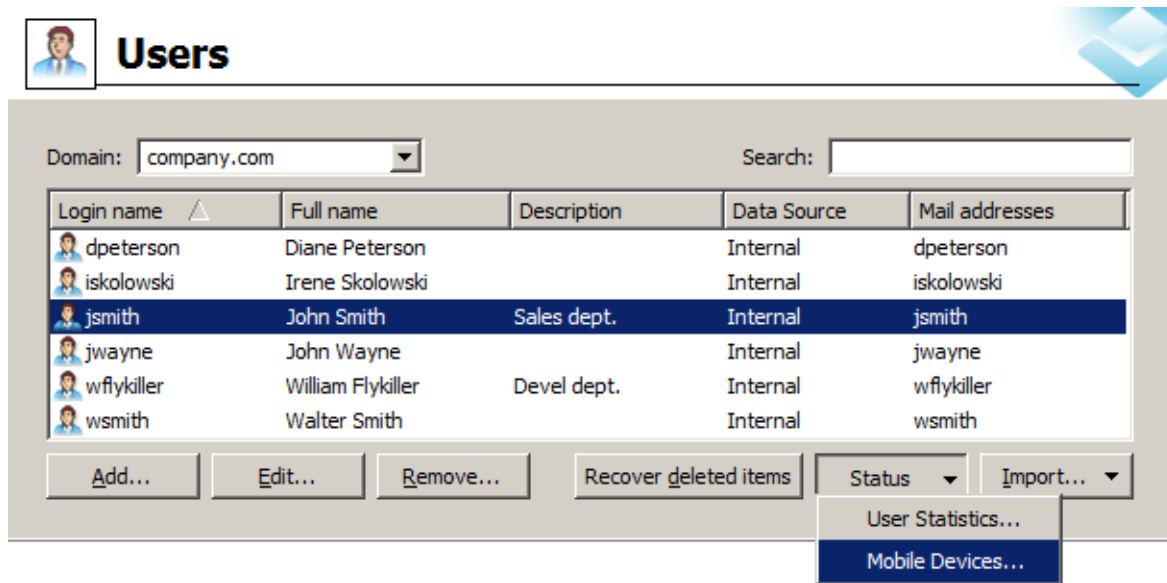 Users
Domain: company.com Search:
Login name Full name Description Data Source Mail addresses
dpeterson Diane Peterson Internal dpeterson
iskolowski Irene Skolowski Internal iskolowski
jsmith John Smith Sales dept. Internal jsmith
jwayne John Wayne Internal jwayne
wflykiller William Flykiller Devel dept. Internal wflykiller
wsmith Walter Smith Internal wsmith
Add... Edit... Remove... Recover deleted items Status Import...
User Statistics...
Mobile Devices...